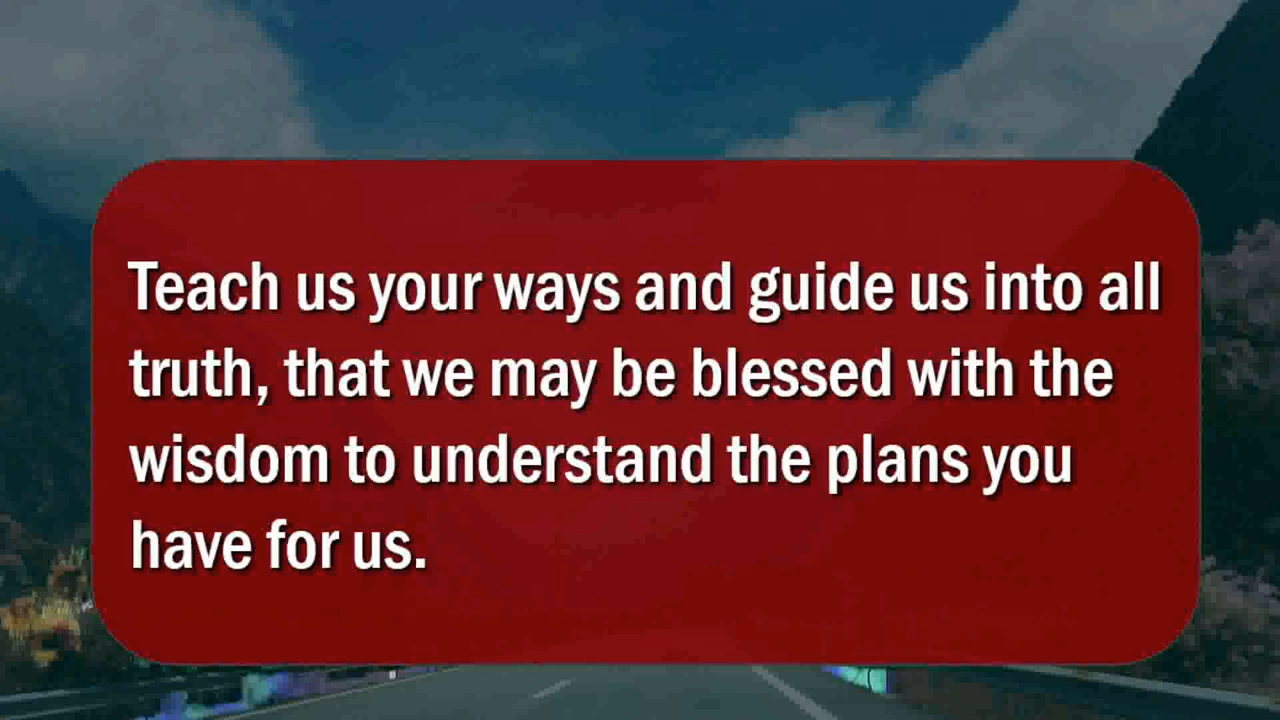 Teach us your ways and guide us into all
truth, that we may be blessed with the
wisdom to understand the plans you
have for us.